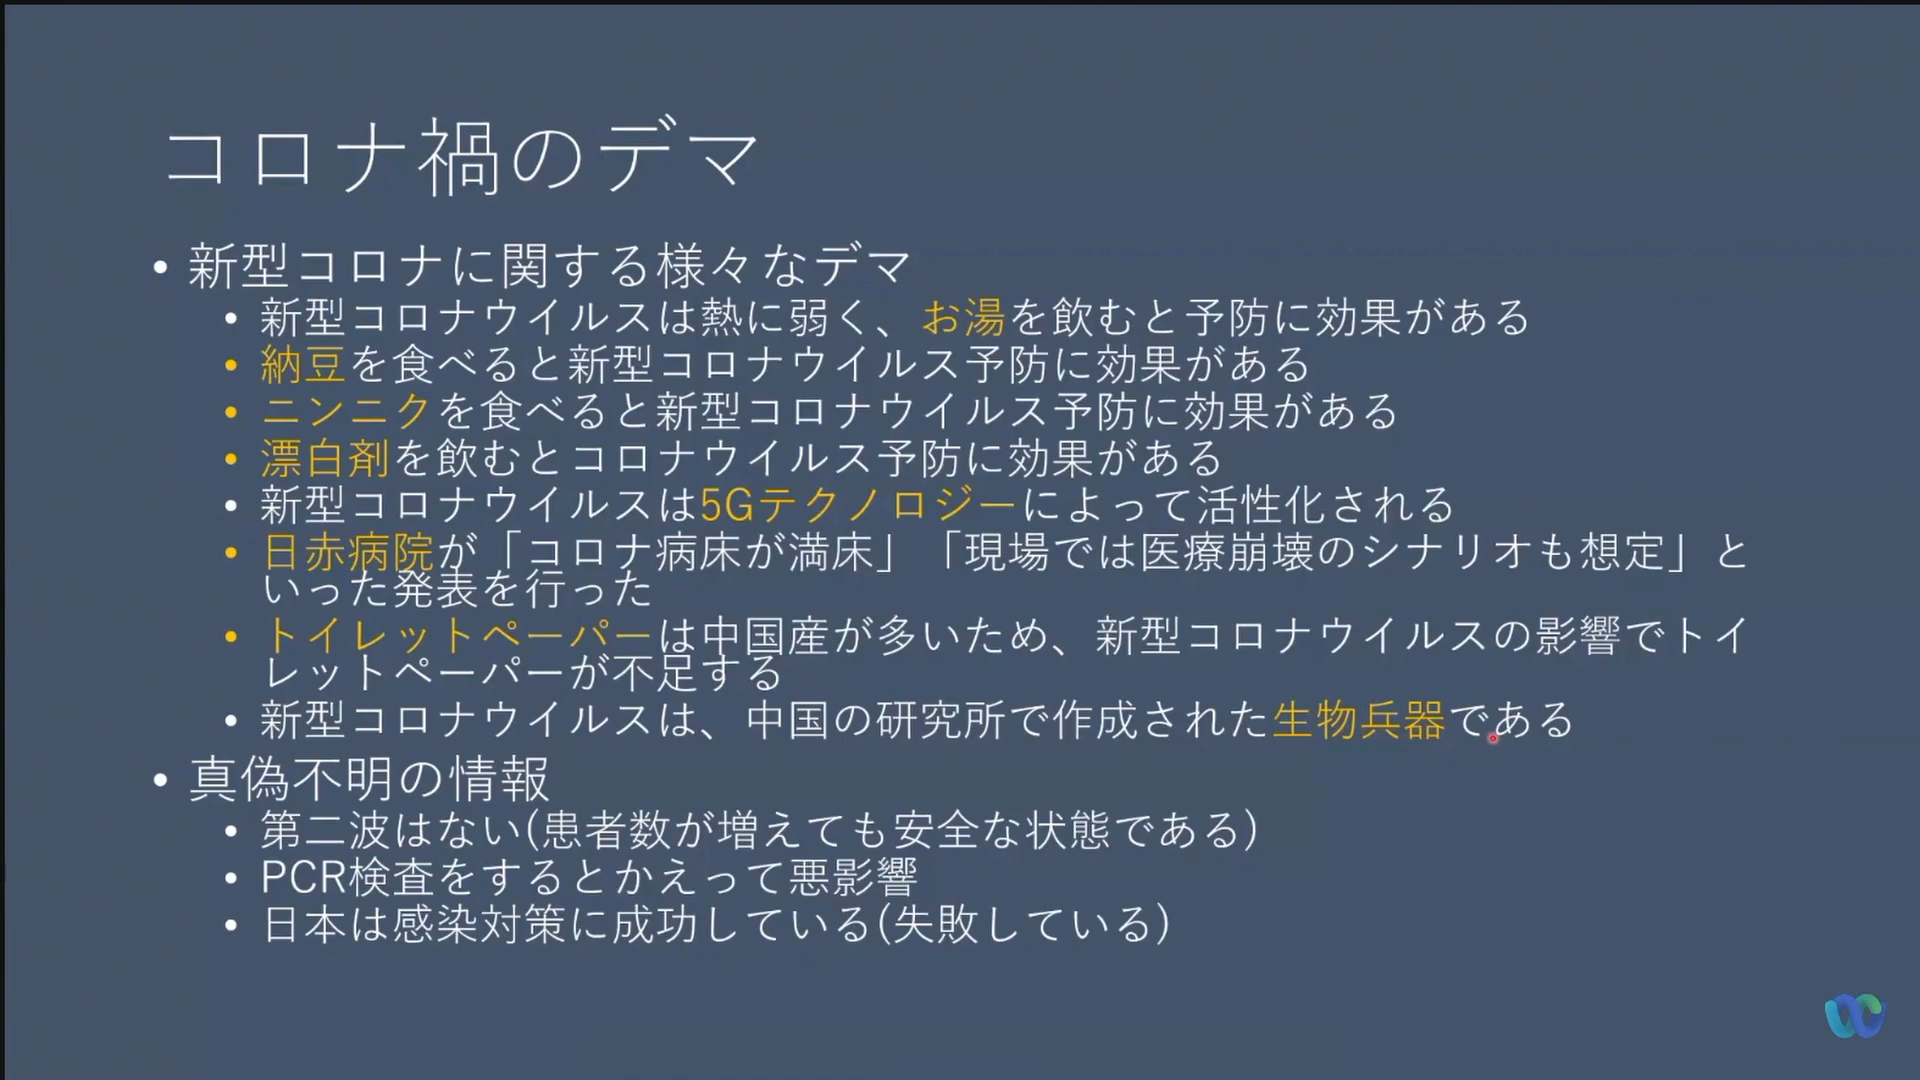 コロナ禍のデマ
• 新型コロナに関する様々なデマ
• 新型コロナウイルスは熱に弱く、お湯を飲むと予防に効果がある
• 納豆を食べると新型コロナウイルス予防に効果がある
• ニンニクを食べると新型コロナウイルス予防に効果がある
• 漂白剤を飲むとコロナウイルス予防に効果がある
• 新型コロナウイルスは5Gテクノロジーによって活性化される
• 日赤病院が「コロナ病床が満床」「現場では医療崩壊のシナリオも想定」と
いった発表を行った
• トイレットペーパーは中国産が多いため、新型コロナウイルスの影響でトイ
レットペーパーが不足する
• 新型コロナウイルスは、中国の研究所で作成された生物兵器である
• 真偽不明の情報
• 第二波はない(患者数が増えても安全な状態である)
• PCR検査をするとかえって悪影響
• 日本は感染対策に成功している(失敗している)